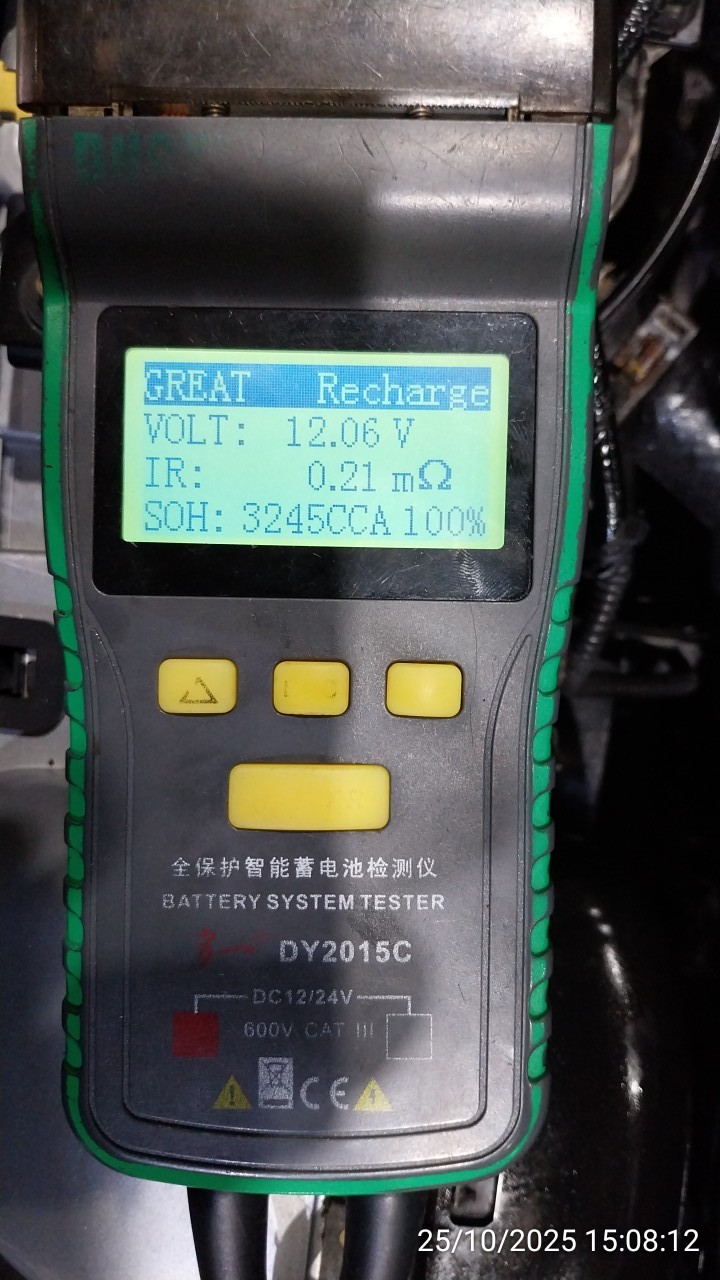 GREAT Recharge
VOLT: 12.06 V
IR: 0.21 mΩ
SOH: 3245CCA 100%
全保护智能蓄电池检测仪
BATTERY SYSTEM TESTER
DY2015C
DC12/24V
600V CAT III
CE
25/10/2025 15:08:12